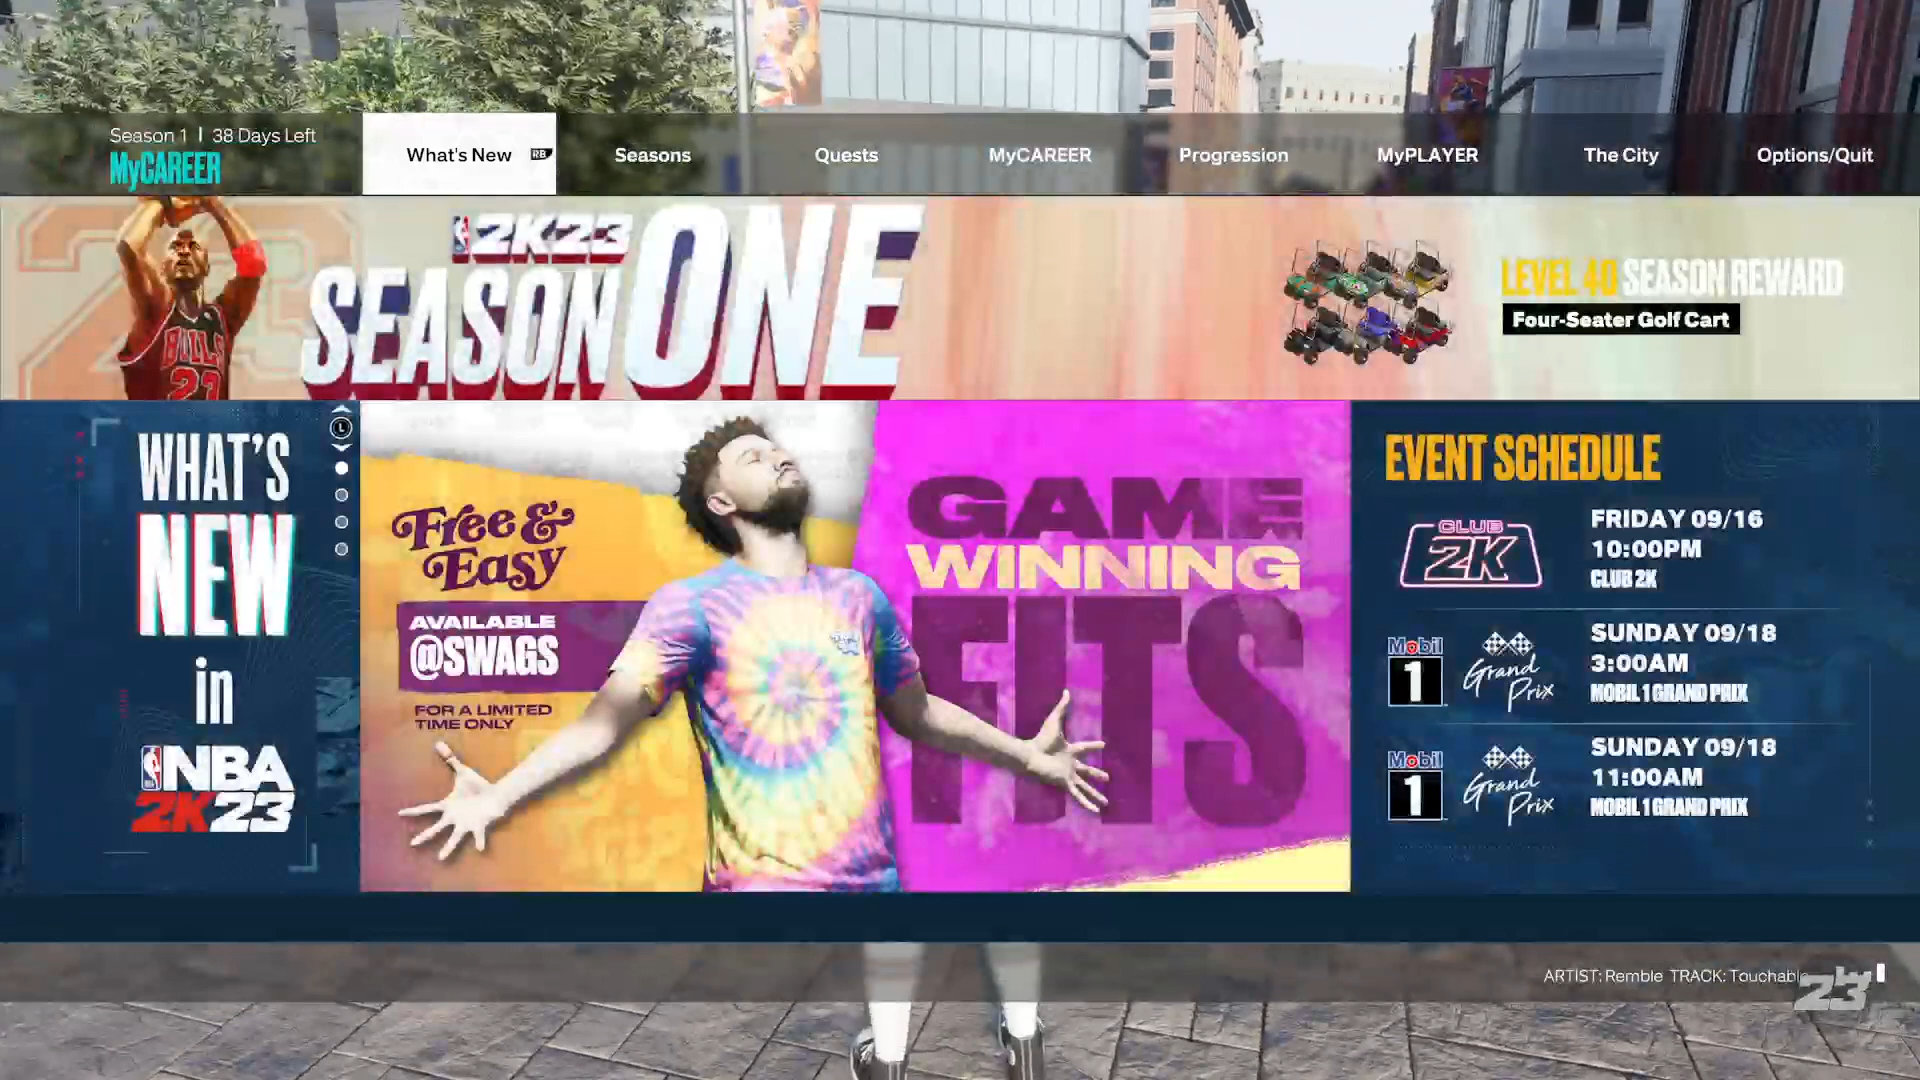 Season 1 | 38 Days Left
MyCAREER
What's New RB
Seasons
Quests
MyCAREER
Progression
MyPLAYER
The City
Options/Quit
2K23
SEASON ONE
BULLS
23
LEVEL 40 SEASON REWARD
Four-Seater Golf Cart
WHAT'S
NEW
in
NBA
2K23
L
Free &
Easy
AVAILABLE
@SWAGS
FOR A LIMITED
TIME ONLY
GAME
WINNING
FITS
EVENT SCHEDULE
CLUB
2K
FRIDAY 09/16
10:00PM
CLUB 2K
Mobil
1
Grand
Prix
SUNDAY 09/18
3:00AM
MOBIL 1 GRAND PRIX
Mobil
1
Grand
Prix
SUNDAY 09/18
11:00AM
MOBIL 1 GRAND PRIX
ARTIST: Remble TRACK: Touchabl
23